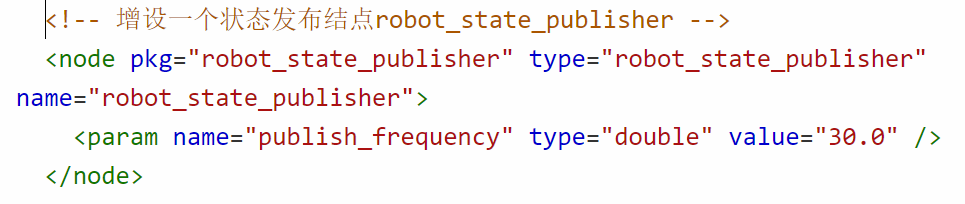 <!-- 增设一个状态发布结点robot_state_publisher -->
<node pkg="robot_state_publisher" type="robot_state_publisher"
name="robot_state_publisher">
<param name="publish_frequency" type="double" value="30.0" />
</node>